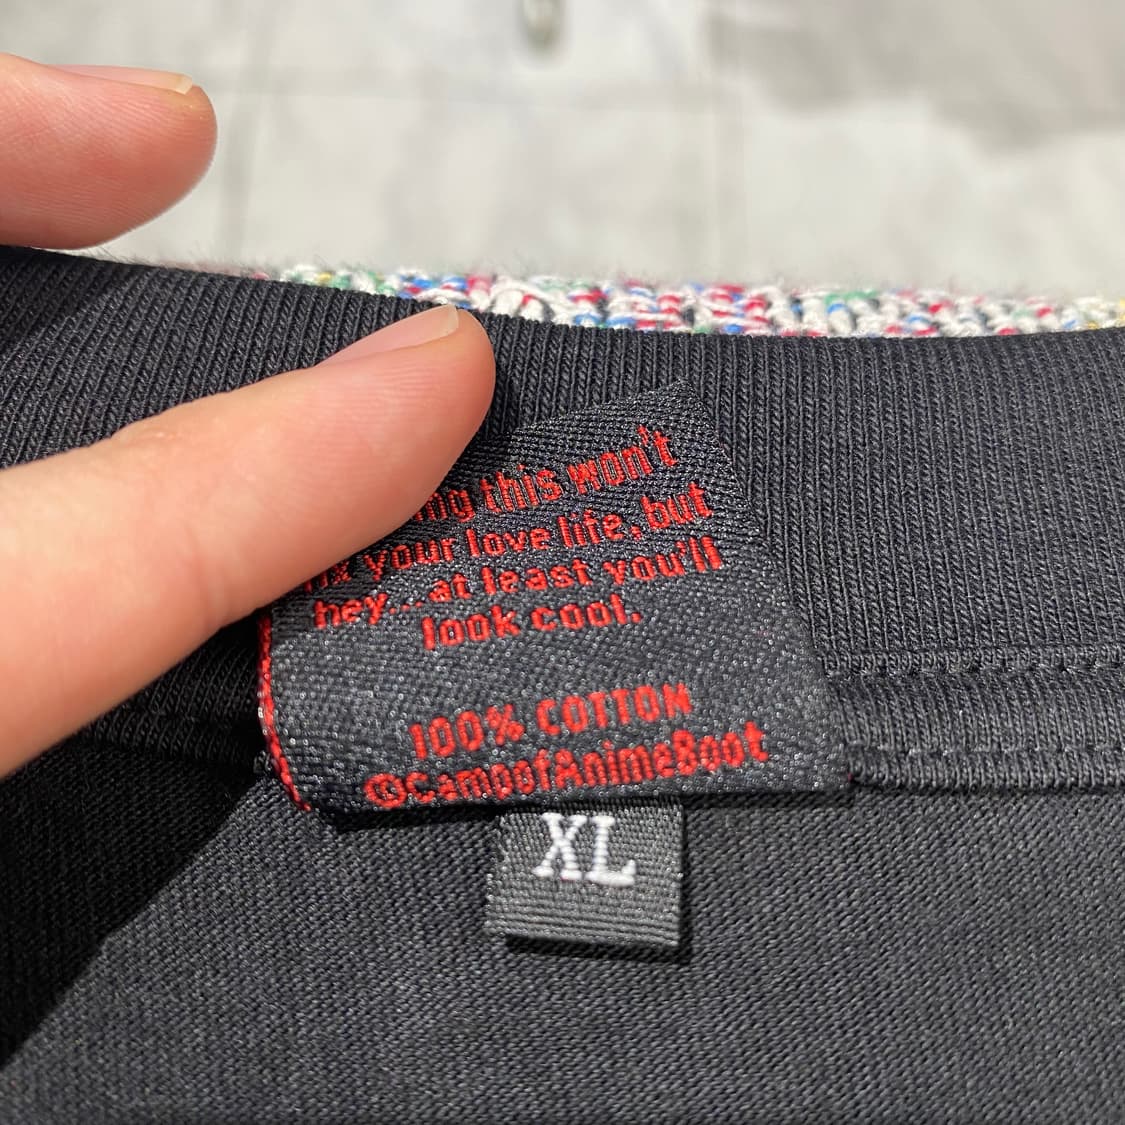 this won't
your love life, but
hey...at least you'll
look cool.
100% COTTON
©CampofAnimeBoot
XL